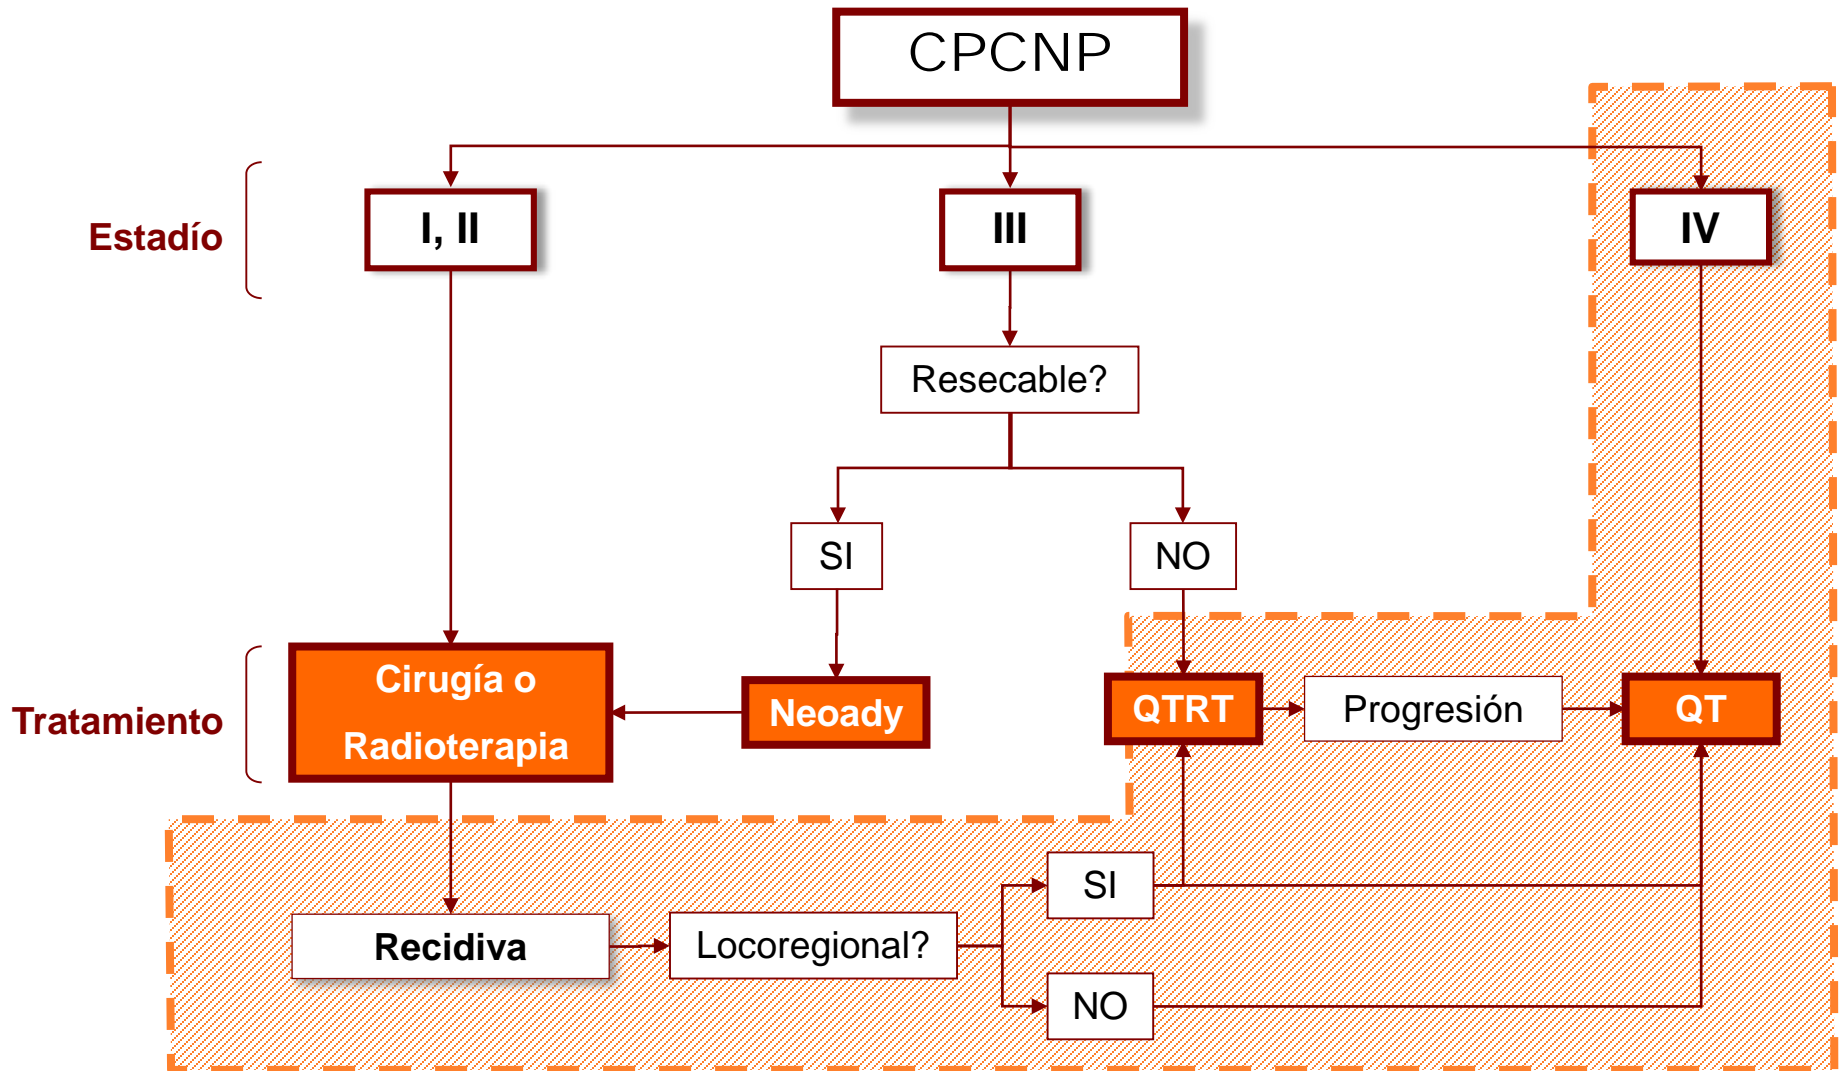 CPCNP
Estadío
I, II
III
IV
Resecable?
SI
NO
Tratamiento
Cirugía o
Radioterapia
Neoady
QTRT
Progresión
QT
Recidiva
Locoregional?
SI
NO